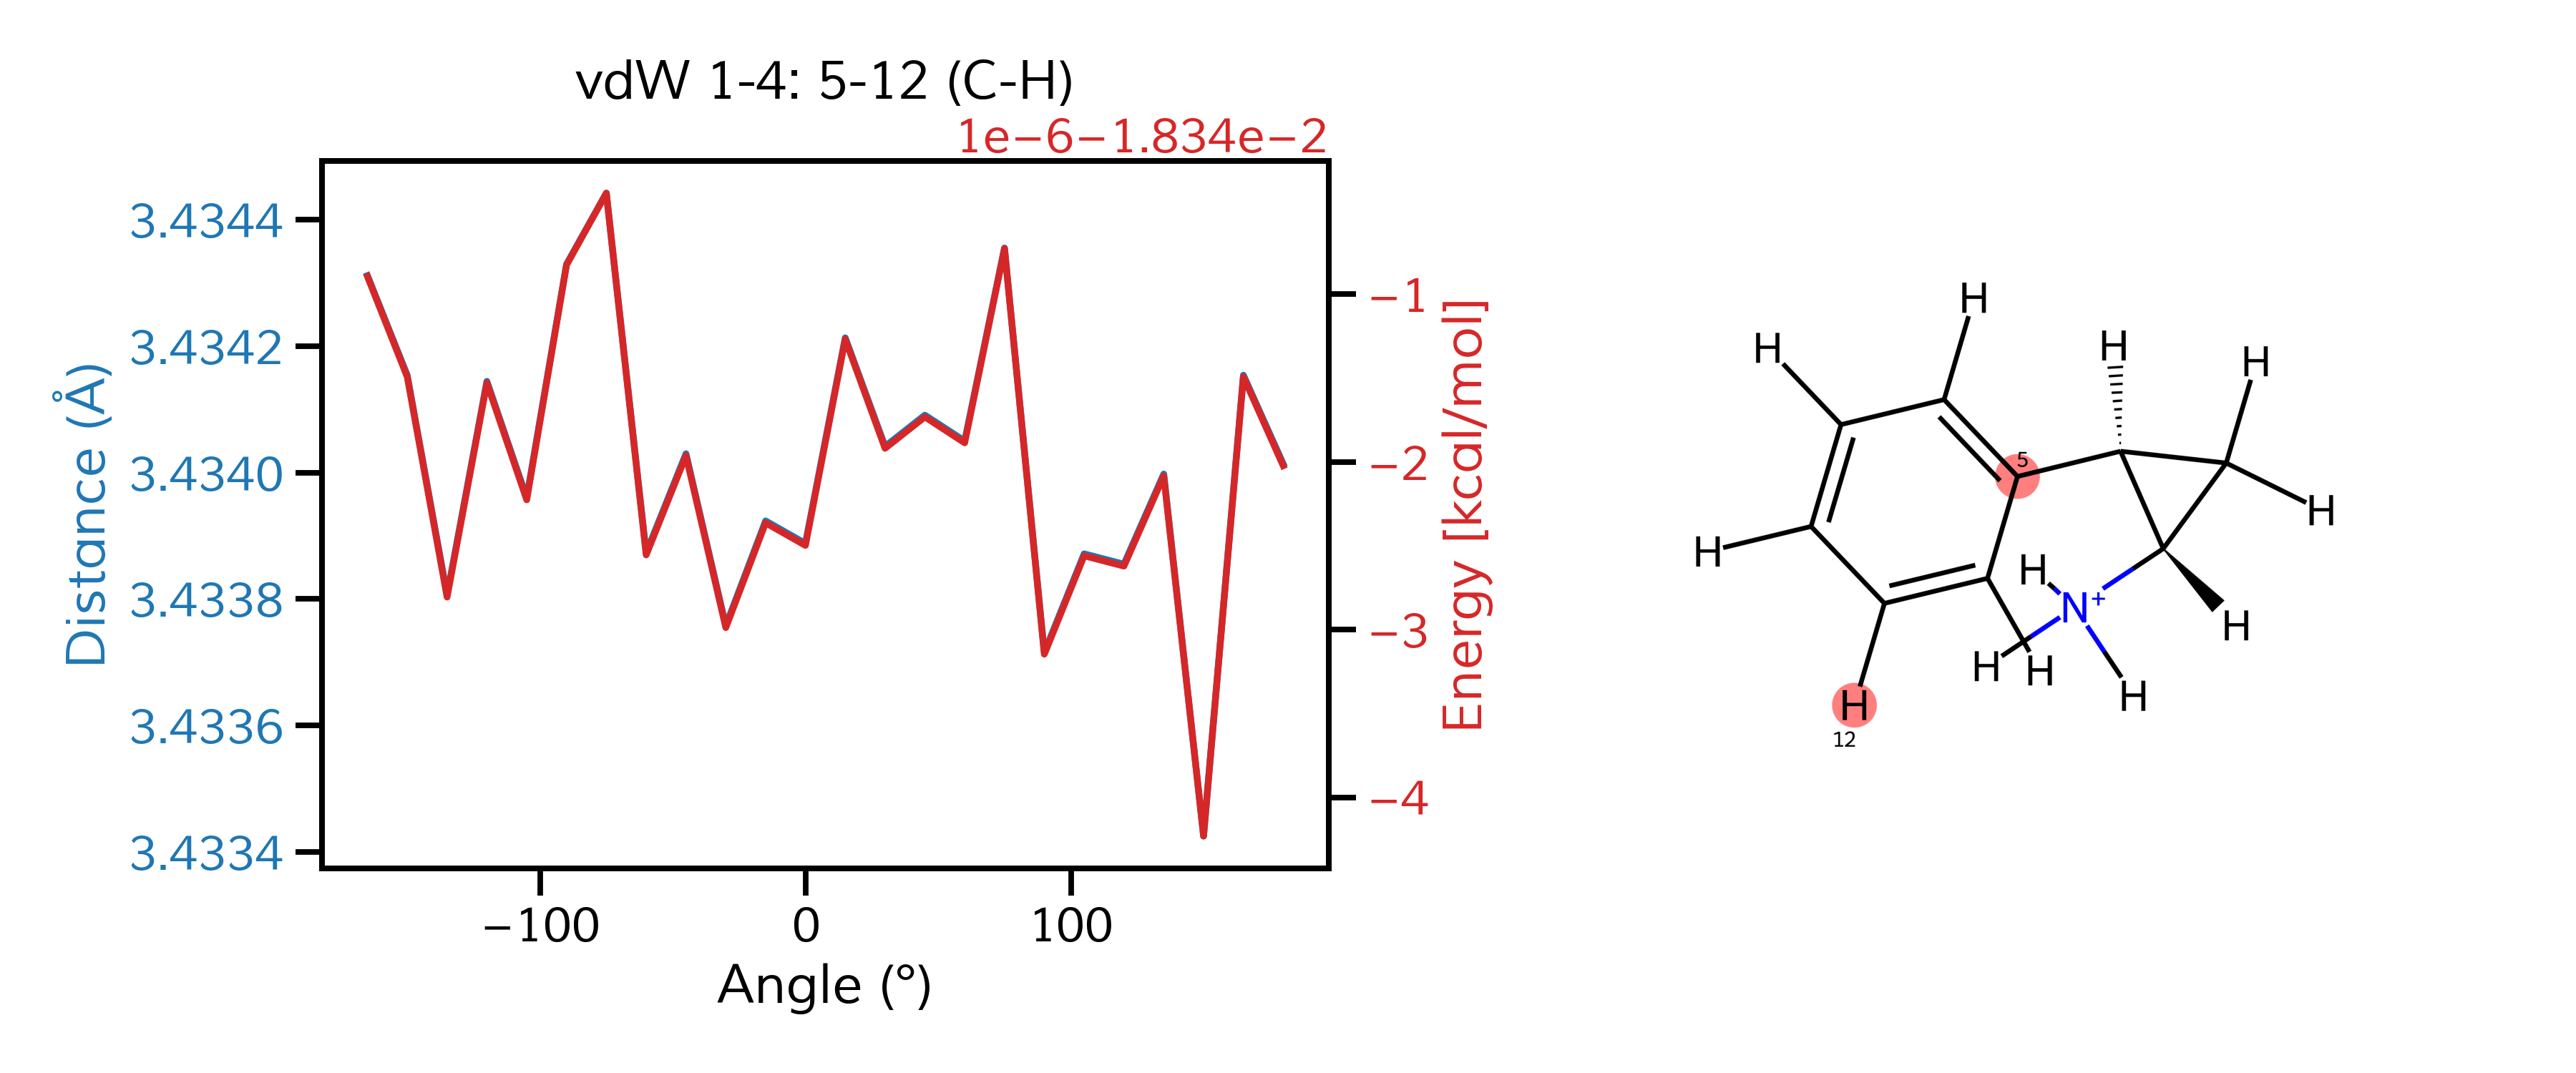 vdW 1-4: 5-12 (C-H)
1e−6−1.834e−2
3.4344
3.4342
3.4340
3.4338
3.4336
3.4334
Distance (Å)
−1
−2
−3
−4
Energy [kcal/mol]
−100
0
100
Angle (°)
H
H
H
H
5
H
H
H
N+
H
H
H
H
H
12